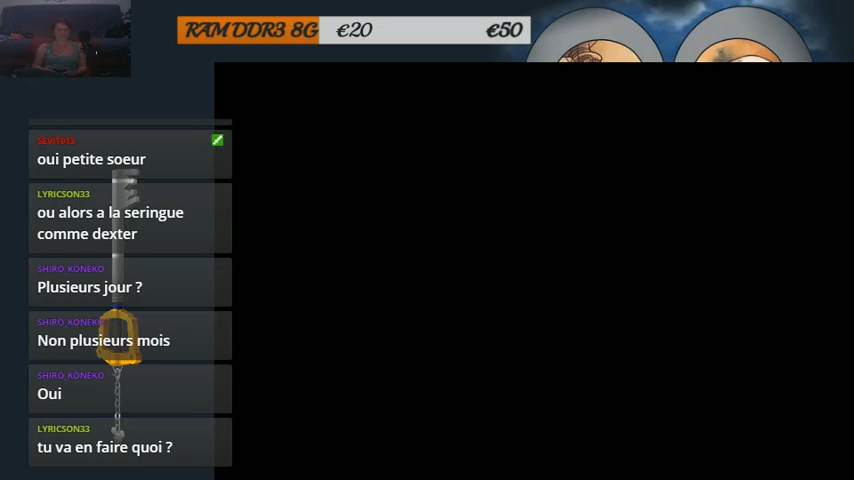 RAM DDR3 8G €20 €50
SEVIT013
oui petite soeur
LYRICSON33
ou alors a la seringue
comme dexter
SHIRO_KONEKO
Plusieurs jour ?
SHIRO_KONEKO
Non plusieurs mois
SHIRO_KONEKO
Oui
LYRICSON33
tu va en faire quoi ?